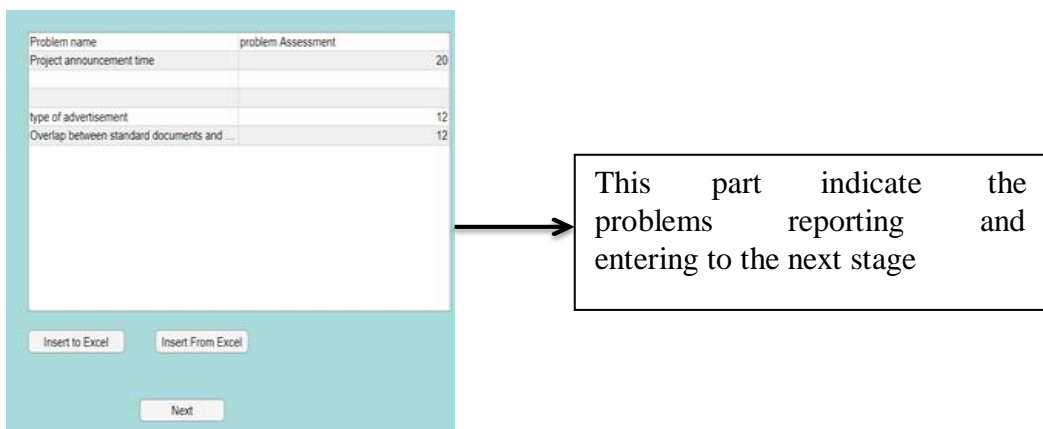 Problem name problem Assessment
Project announcement time 20
type of advertisement 12
Overlap between standard documents and ... 12
This part indicate the
problems reporting and
entering to the next stage
Insert to Excel Insert From Excel
Next